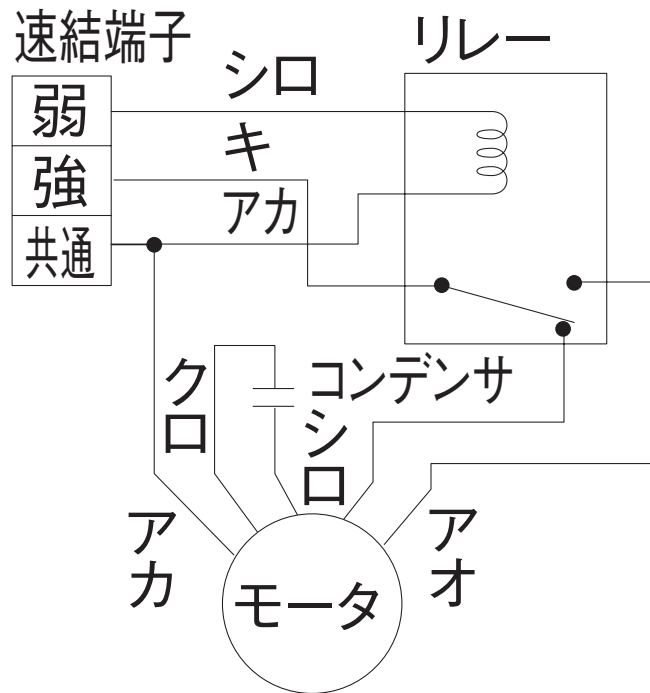 速結端子
リレー
シロ
弱
キ
強
アカ
共通
クロ
コンデンサ
シロ
アカ
アオ
モータ